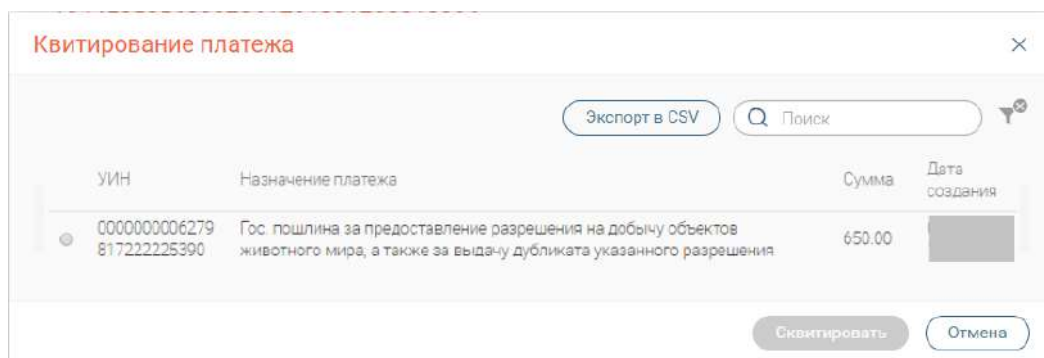 Квитирование платежа
Экспорт в CSV
Поиск
УИН
Назначение платежа
Сумма
Дата
создания
0000000006279
817222225390
Гос. пошлина за предоставление разрешения на добычу объектов
животного мира, а также за выдачу дубликата указанного разрешения
650.00
Сквитировать
Отмена